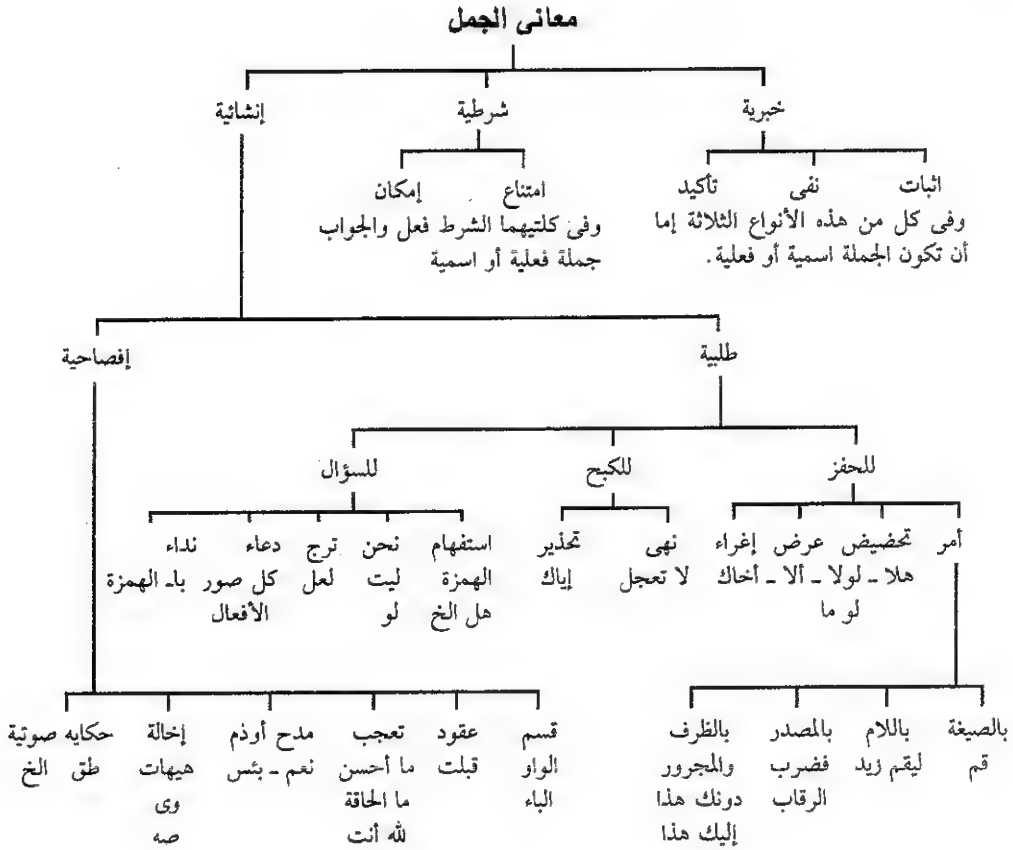 معانى الجمل
خبرية شرطية إنشائية
اثبات نفى تأكيد
وفى كل من هذه الأنواع الثلاثة إما
أن تكون الجملة اسمية أو فعلية.
امتناع إمكان
وفى كلتيهما الشرط فعل والجواب
جملة فعلية أو اسمية
طلبية إفصاحية
للحفز للكبح للسؤال
أمر تحضيض عرض إغراء
هلا ـ لولا ـ ألا ـ أخاك
لو ما
نهى تحذير
لا تعجل إياك
استفهام نحن ترج دعاء نداء
الهمزة ليت لعل كل صور باـ الهمزة
هل الخ لو الأفعال
بالصيغة باللام بالمصدر بالظرف
قم ليقم زيد فضرب والمجرور
الرقاب دونك هذا
إليك هذا
قسم عقود تعجب مدح أوذم إخالة حكايه صوتية
الواو قبلت ما أحسن نعم ـ بئس هيهات طق الخ
الباء ما الحاقة وى
لله أنت صه